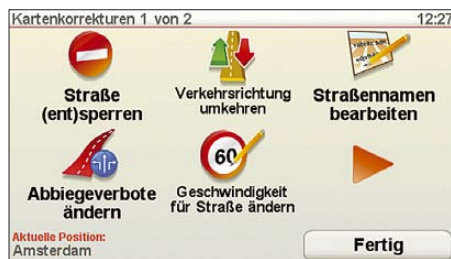 Kartenkorrekturen 1 von 2 12:27
Straße
(ent)sperren
Verkehrsrichtung
umkehren
Straßennamen
bearbeiten
Abbiegeverbote
ändern
60
Geschwindigkeit
für Straße ändern
Aktuelle Position:
Amsterdam
Fertig